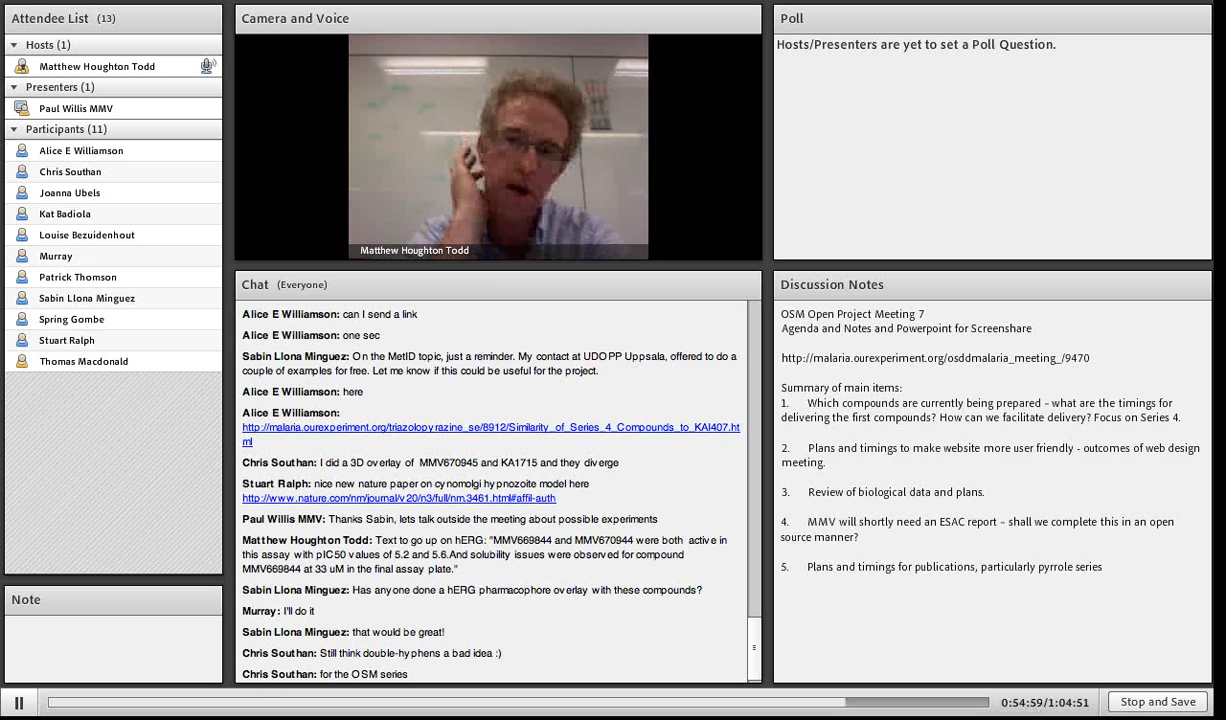 Attendee List (13)
Hosts (1)
Matthew Houghton Todd
Presenters (1)
Paul Willis MMV
Participants (11)
Alice E Williamson
Chris Southan
Joanna Ubels
Kat Badiola
Louise Bezuidenhout
Murray
Patrick Thomson
Sabin Llona Minguez
Spring Gombe
Stuart Ralph
Thomas Macdonald
Note
Camera and Voice
Matthew Houghton Todd
Chat (Everyone)
Alice E Williamson: can I send a link
Alice E Williamson: one sec
Sabin Llona Minguez: On the MetID topic, just a reminder. My contact at UDOPP Uppsala, offered to do a
couple of examples for free. Let me know if this could be useful for the project.
Alice E Williamson: here
Alice E Williamson:
http://malaria.ourexperiment.org/triazolopyrazine_se/8912/Similarity_of_Series_4_Compounds_to_KAI407.ht
ml
Chris Southan: I did a 3D overlay of MMV670945 and KA1715 and they diverge
Stuart Ralph: nice new nature paper on cynomolgi hypnozoite model here
http://www.nature.com/nm/journal/v20/n3/full/nm.3461.html#affil-auth
Paul Willis MMV: Thanks Sabin, lets talk outside the meeting about possible experiments
Matthew Houghton Todd: Text to go up on hERG: "MMV669844 and MMV670944 were both active in
this assay with pIC50 values of 5.2 and 5.6.And solubility issues were observed for compound
MMV669844 at 33 uM in the final assay plate."
Sabin Llona Minguez: Has anyone done a hERG pharmacophore overlay with these compounds?
Murray: I'll do it
Sabin Llona Minguez: that would be great!
Chris Southan: Still think double-hyphens a bad idea :)
Chris Southan: for the OSM series
Poll
Hosts/Presenters are yet to set a Poll Question.
Discussion Notes
OSM Open Project Meeting 7
Agenda and Notes and Powerpoint for Screenshare
http://malaria.ourexperiment.org/osddmalaria_meeting_/9470
Summary of main items:
1. Which compounds are currently being prepared - what are the timings for
delivering the first compounds? How can we facilitate delivery? Focus on Series 4.
2. Plans and timings to make website more user friendly - outcomes of web design
meeting.
3. Review of biological data and plans.
4. MMV will shortly need an ESAC report - shall we complete this in an open
source manner?
5. Plans and timings for publications, particularly pyrrole series
0:54:59/1:04:51
Stop and Save